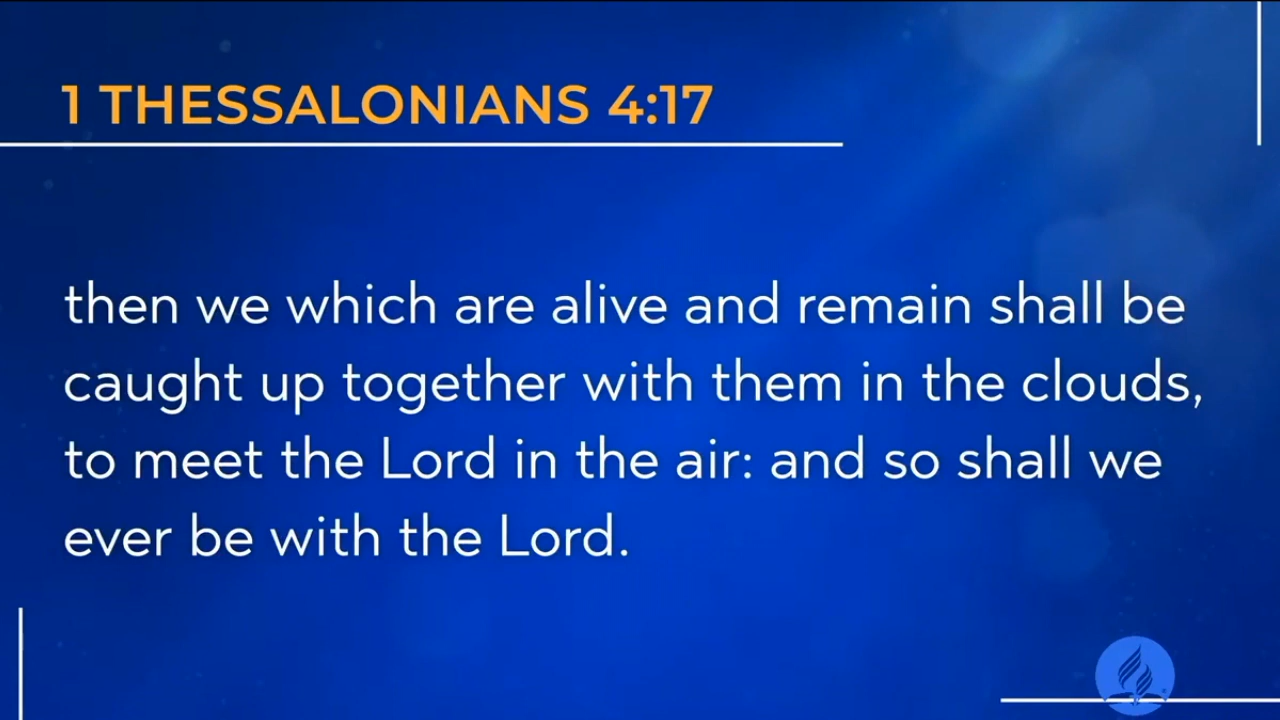 1 THESSALONIANS 4:17
then we which are alive and remain shall be
caught up together with them in the clouds,
to meet the Lord in the air: and so shall we
ever be with the Lord.